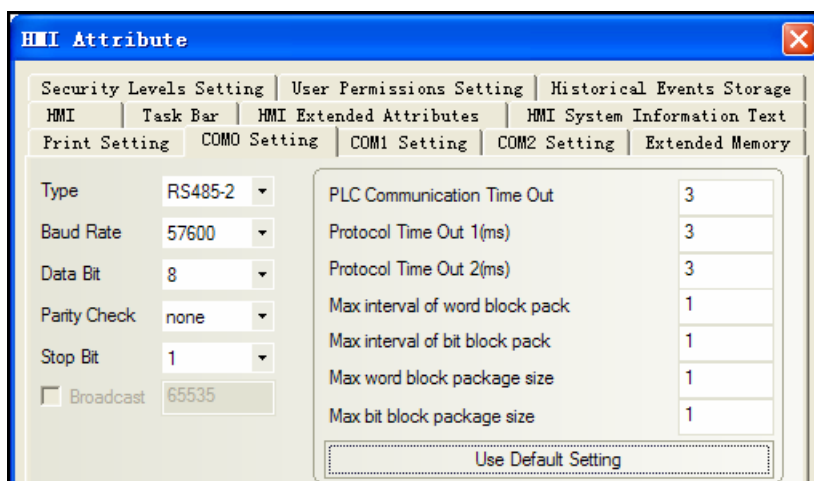 HMI Attribute
Security Levels Setting User Permissions Setting Historical Events Storage
HMI Task Bar HMI Extended Attributes HMI System Information Text
Print Setting COM0 Setting COM1 Setting COM2 Setting Extended Memory
Type RS485-2 PLC Communication Time Out 3
Baud Rate 57600 Protocol Time Out 1(ms) 3
Data Bit 8 Protocol Time Out 2(ms) 3
Parity Check none Max interval of word block pack 1
Stop Bit 1 Max interval of bit block pack 1
Broadcast 65535 Max word block package size 1
Max bit block package size 1
Use Default Setting